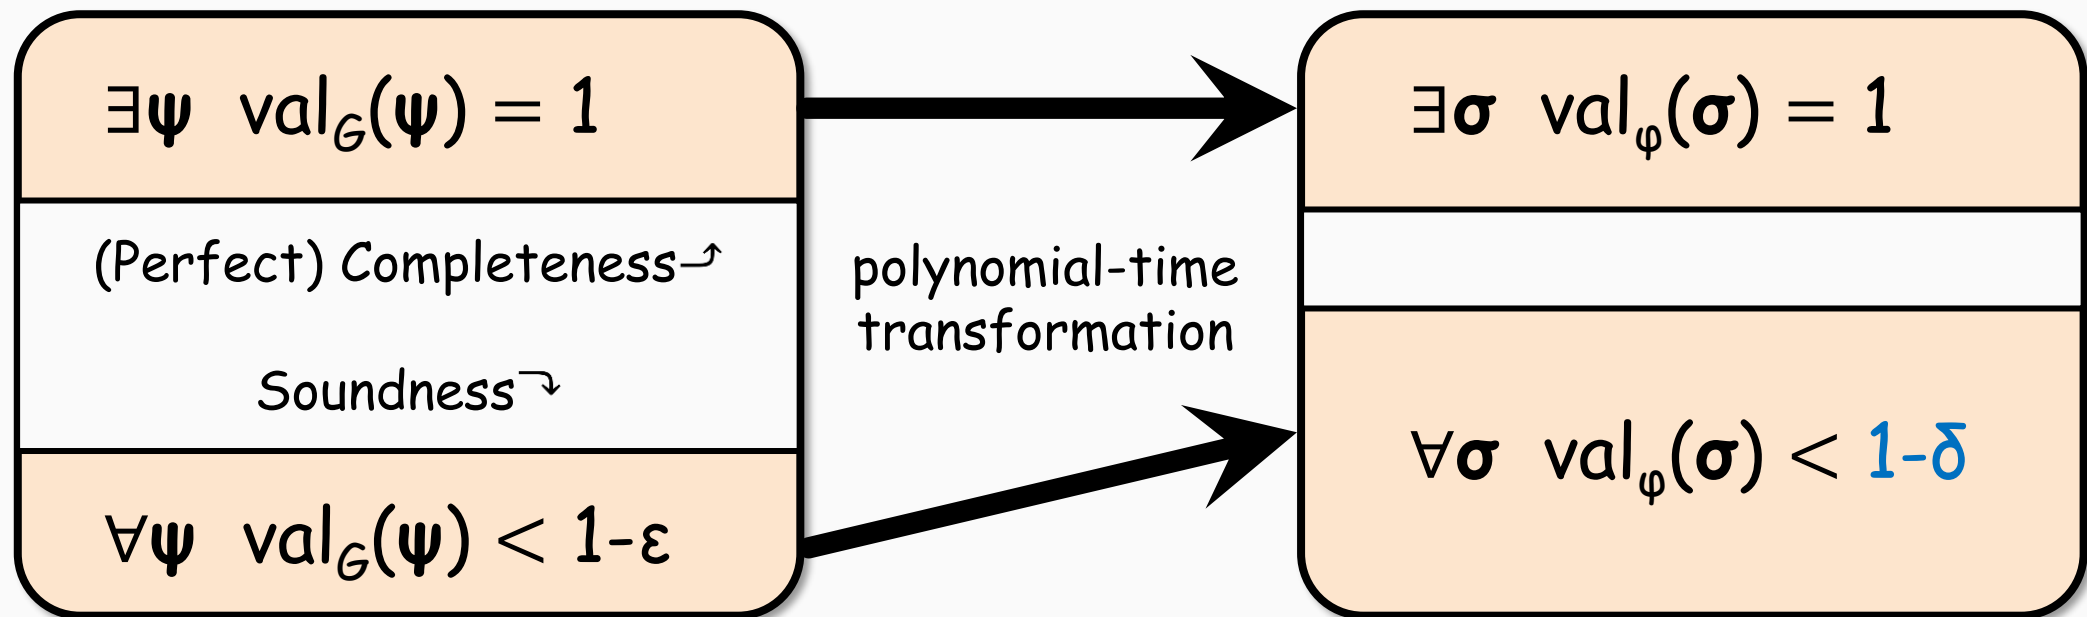 ∃ψ val_G(ψ) = 1
(Perfect) Completeness⤴
Soundness⤵
∀ψ val_G(ψ) < 1-ε
polynomial-time
transformation
∃σ val_φ(σ) = 1
∀σ val_φ(σ) < 1-δ